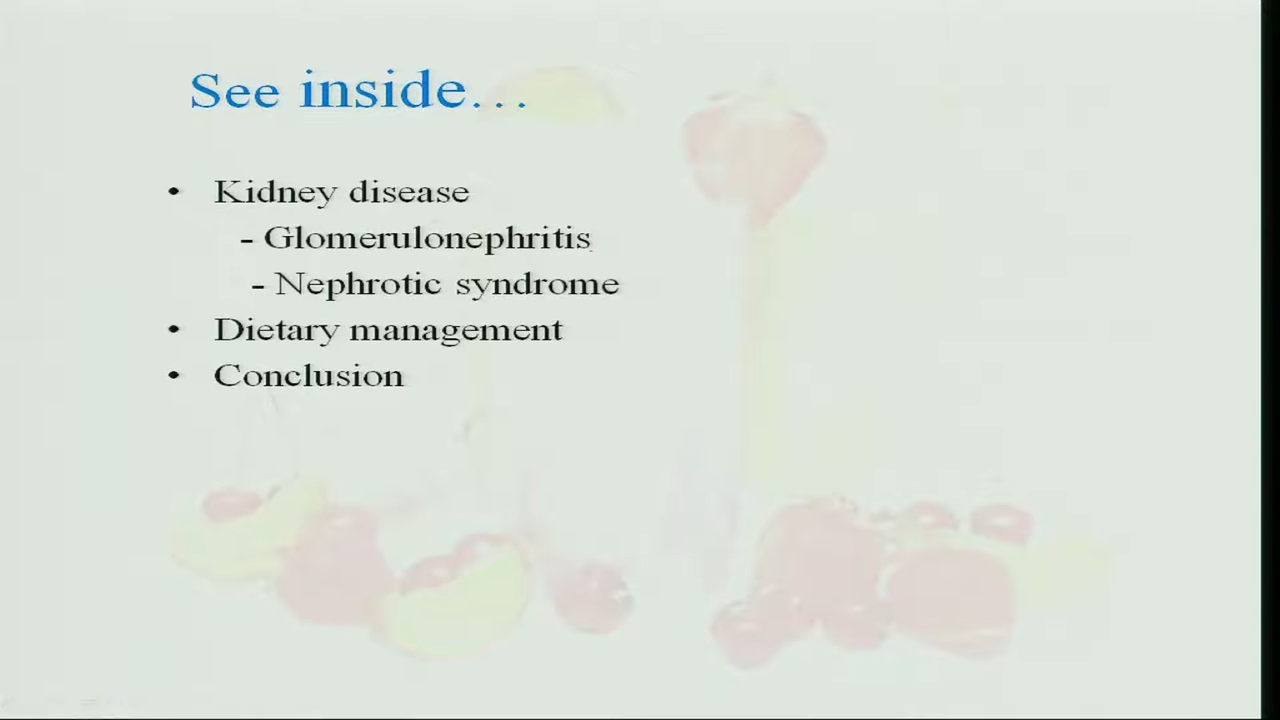 See inside…
• Kidney disease
- Glomerulonephritis
- Nephrotic syndrome
• Dietary management
• Conclusion